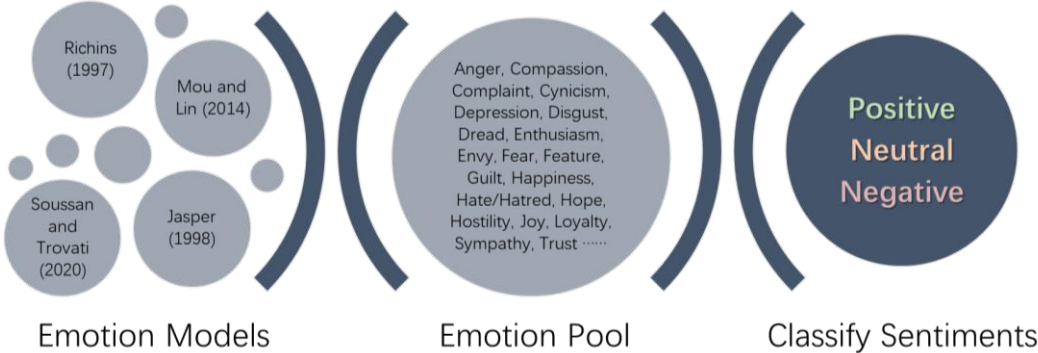 Richins
(1997)
Mou and
Lin (2014)
Soussan
and
Trovati
(2020)
Jasper
(1998)
Emotion Models
Anger, Compassion,
Complaint, Cynicism,
Depression, Disgust,
Dread, Enthusiasm,
Envy, Fear, Feature,
Guilt, Happiness,
Hate/Hatred, Hope,
Hostility, Joy, Loyalty,
Sympathy, Trust ……
Emotion Pool
Positive
Neutral
Negative
Classify Sentiments